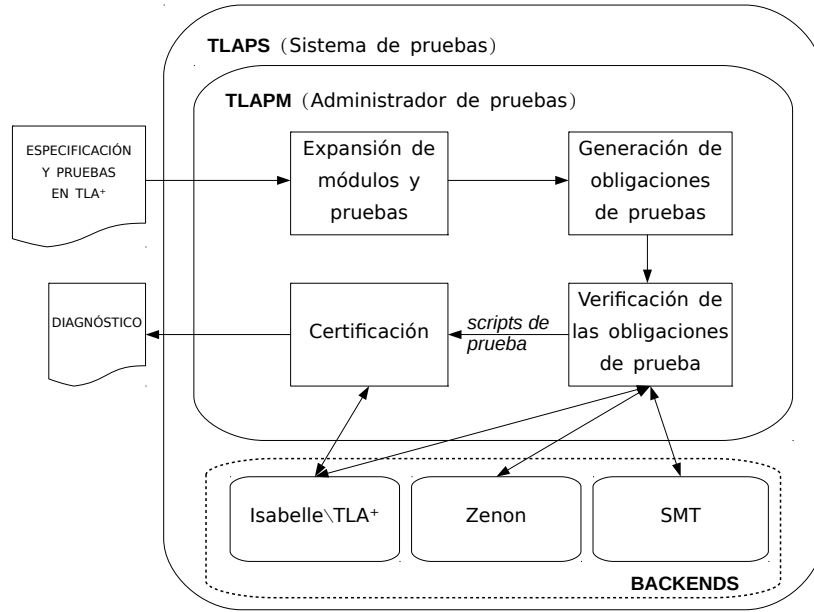 TLAPS (Sistema de pruebas)
TLAPM (Administrador de pruebas)
ESPECIFICACIÓN
Y PRUEBAS
EN TLA⁺
Expansión de
módulos y
pruebas
Generación de
obligaciones
de pruebas
DIAGNÓSTICO
Certificación
scripts de
prueba
Verificación de
las obligaciones
de prueba
Isabelle\TLA⁺
Zenon
SMT
BACKENDS